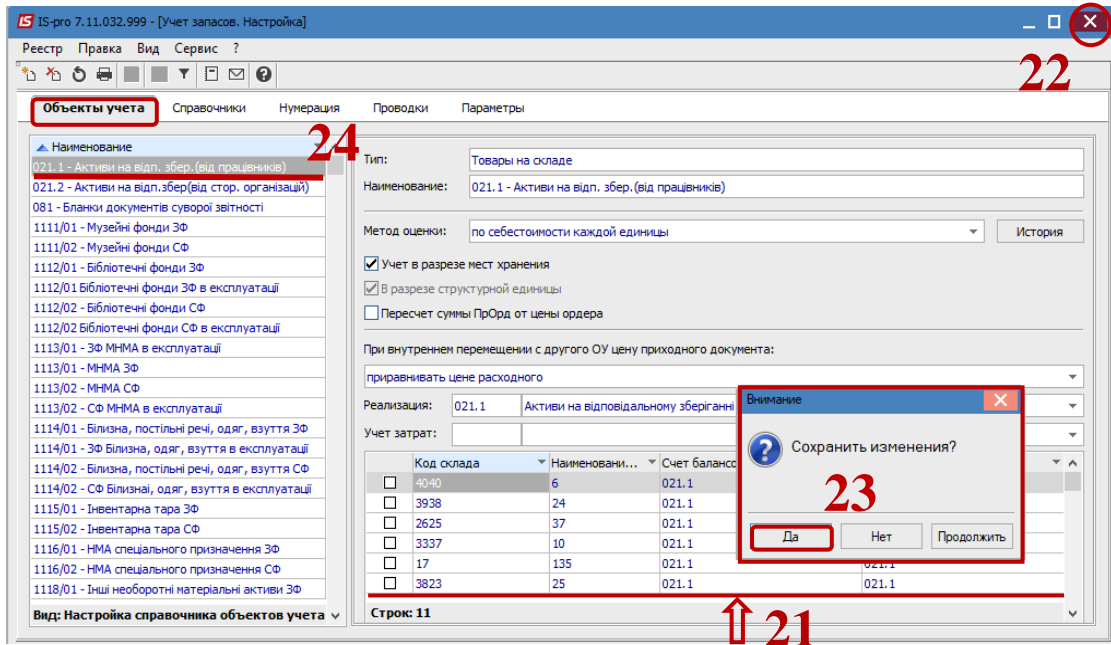 IS-pro 7.11.032.999 - [Учет запасов. Настройка]
Реестр Правка Вид Сервис ?
22
Объекты учета Справочники Нумерация Проводки Параметры
24
Наименование
021.1 - Активи на відп. збер.(від працівників)
021.2 - Активи на відп.збер(від стор. організацій)
081 - Бланки документів суворої звітності
1111/01 - Музейні фонди ЗФ
1111/02 - Музейні фонди СФ
1112/01 - Бібліотечні фонди ЗФ
1112/01 Бібліотечні фонди ЗФ в експлуатації
1112/02 - Бібліотечні фонди СФ
1112/02 Бібліотечні фонди СФ в експлуатації
1113/01 - ЗФ МНМА в експлуатації
1113/01 - МНМА ЗФ
1113/02 - МНМА СФ
1113/02 - СФ МНМА в експлуатації
1114/01 - Білизна, постільні речі, одяг, взуття ЗФ
1114/01 - ЗФ Білизна, одяг, взуття в експлуатації
1114/02 - Білизна, постільні речі, одяг, взуття СФ
1114/02 - СФ Білизнаі, одяг, взуття в експлуатації
1115/01 - Інвентарна тара ЗФ
1115/02 - Інвентарна тара СФ
1116/01 - НМА спеціального призначення ЗФ
1116/02 - НМА спеціального призначення СФ
1118/01 - Інші необоротні матеріальні активи ЗФ
Вид: Настройка справочника объектов учета
Тип: Товары на складе
Наименование: 021.1 - Активи на відп. збер.(від працівників)
Метод оценки: по себестоимости каждой единицы История
Учет в разрезе мест хранения
В разрезе структурной единицы
Пересчет суммы ПрОрд от цены ордера
При внутреннем перемещении с другого ОУ цену приходного документа:
приравнивать цене расходного
Реализация: 021.1 Активи на відповідальному зберіганні
Учет затрат:
Код склада Наименовани... Счет балансо
4040 6 021.1
3938 24 021.1
2625 37 021.1
3337 10 021.1
17 135 021.1 021.1
3823 25 021.1 021.1
Строк: 11
Внимание
Сохранить изменения?
23
Да Нет Продолжить
21